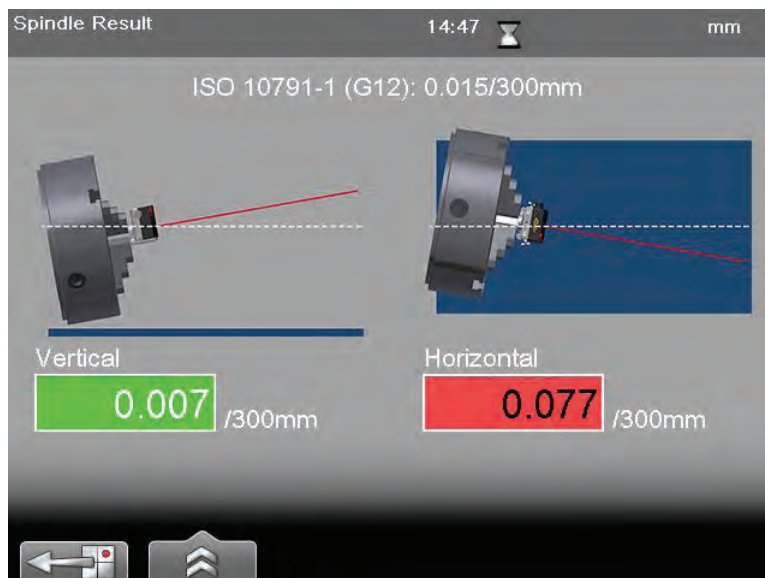 Spindle Result 14:47 mm
ISO 10791-1 (G12): 0.015/300mm
Vertical Horizontal
0.007 /300mm 0.077 /300mm